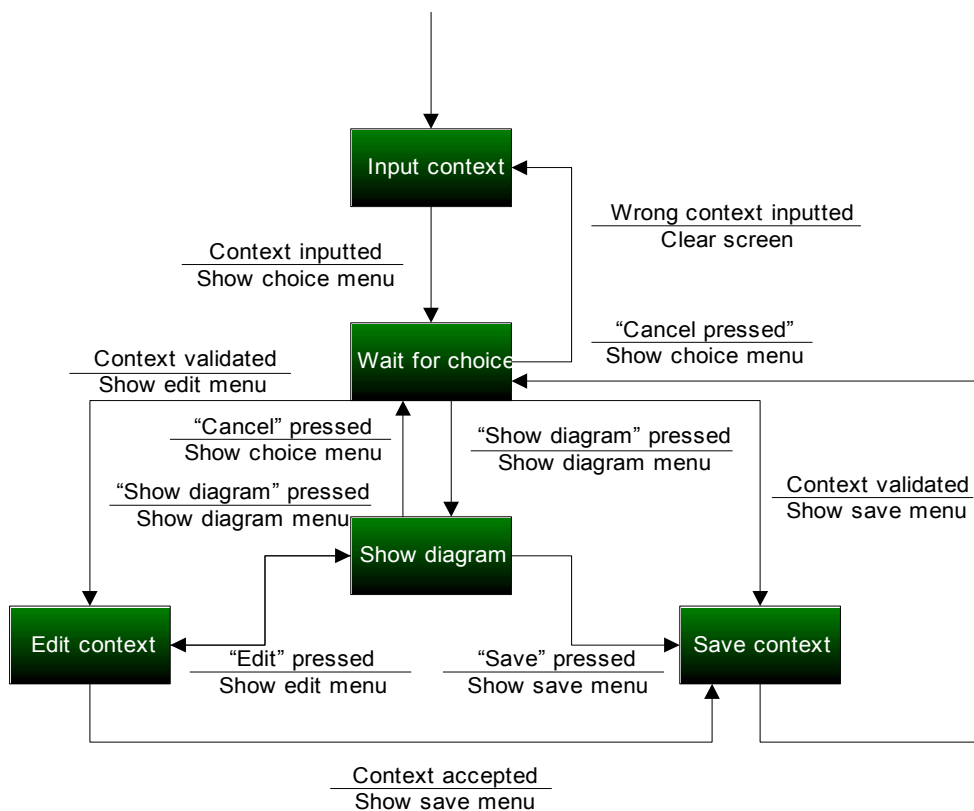 Input context
Wrong context inputted
Clear screen
Context inputted
Show choice menu
“Cancel pressed”
Show choice menu
Wait for choice
Context validated
Show edit menu
“Cancel” pressed
Show choice menu
“Show diagram” pressed
Show diagram menu
“Show diagram” pressed
Show diagram menu
Context validated
Show save menu
Show diagram
Edit context
Save context
“Edit” pressed
Show edit menu
“Save” pressed
Show save menu
Context accepted
Show save menu